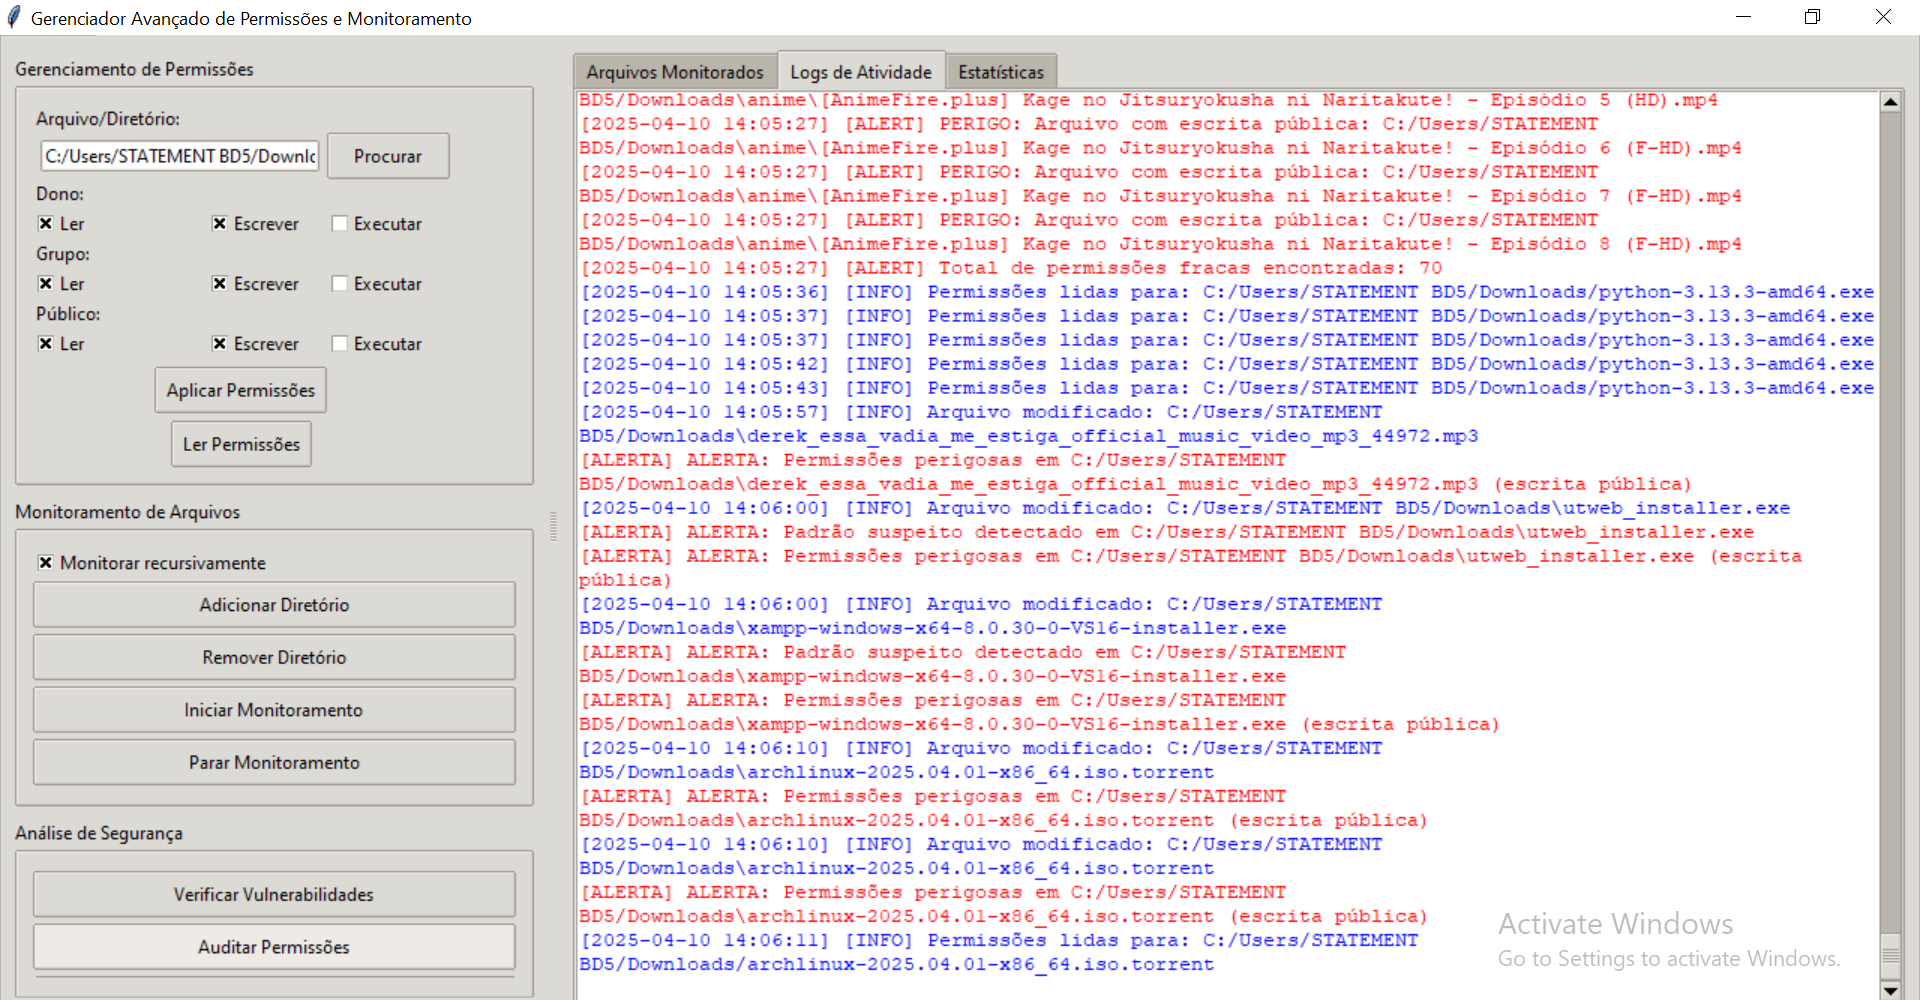 Gerenciador Avançado de Permissões e Monitoramento
Gerenciamento de Permissões
Arquivo/Diretório:
C:/Users/STATEMENT BD5/Downlc
Procurar
Dono:
Ler
Escrever
Executar
Grupo:
Ler
Escrever
Executar
Público:
Ler
Escrever
Executar
Aplicar Permissões
Ler Permissões
Monitoramento de Arquivos
Monitorar recursivamente
Adicionar Diretório
Remover Diretório
Iniciar Monitoramento
Parar Monitoramento
Análise de Segurança
Verificar Vulnerabilidades
Auditar Permissões
Arquivos Monitorados
Logs de Atividade
Estatísticas
BD5/Downloads\anime\[AnimeFire.plus] Kage no Jitsuryokusha ni Naritakute! - Episódio 5 (HD).mp4
[2025-04-10 14:05:27] [ALERT] PERIGO: Arquivo com escrita pública: C:/Users/STATEMENT
BD5/Downloads\anime\[AnimeFire.plus] Kage no Jitsuryokusha ni Naritakute! - Episódio 6 (F-HD).mp4
[2025-04-10 14:05:27] [ALERT] PERIGO: Arquivo com escrita pública: C:/Users/STATEMENT
BD5/Downloads\anime\[AnimeFire.plus] Kage no Jitsuryokusha ni Naritakute! - Episódio 7 (F-HD).mp4
[2025-04-10 14:05:27] [ALERT] PERIGO: Arquivo com escrita pública: C:/Users/STATEMENT
BD5/Downloads\anime\[AnimeFire.plus] Kage no Jitsuryokusha ni Naritakute! - Episódio 8 (F-HD).mp4
[2025-04-10 14:05:27] [ALERT] Total de permissões fracas encontradas: 70
[2025-04-10 14:05:36] [INFO] Permissões lidas para: C:/Users/STATEMENT BD5/Downloads/python-3.13.3-amd64.exe
[2025-04-10 14:05:37] [INFO] Permissões lidas para: C:/Users/STATEMENT BD5/Downloads/python-3.13.3-amd64.exe
[2025-04-10 14:05:37] [INFO] Permissões lidas para: C:/Users/STATEMENT BD5/Downloads/python-3.13.3-amd64.exe
[2025-04-10 14:05:42] [INFO] Permissões lidas para: C:/Users/STATEMENT BD5/Downloads/python-3.13.3-amd64.exe
[2025-04-10 14:05:43] [INFO] Permissões lidas para: C:/Users/STATEMENT BD5/Downloads/python-3.13.3-amd64.exe
[2025-04-10 14:05:57] [INFO] Arquivo modificado: C:/Users/STATEMENT
BD5/Downloads\derek_essa_vadia_me_estiga_official_music_video_mp3_44972.mp3
[ALERTA] ALERTA: Permissões perigosas em C:/Users/STATEMENT
BD5/Downloads\derek_essa_vadia_me_estiga_official_music_video_mp3_44972.mp3 (escrita pública)
[2025-04-10 14:06:00] [INFO] Arquivo modificado: C:/Users/STATEMENT BD5/Downloads\utweb_installer.exe
[ALERTA] ALERTA: Padrão suspeito detectado em C:/Users/STATEMENT BD5/Downloads\utweb_installer.exe
[ALERTA] ALERTA: Permissões perigosas em C:/Users/STATEMENT BD5/Downloads\utweb_installer.exe (escrita
pública)
[2025-04-10 14:06:00] [INFO] Arquivo modificado: C:/Users/STATEMENT
BD5/Downloads\xampp-windows-x64-8.0.30-0-VS16-installer.exe
[ALERTA] ALERTA: Padrão suspeito detectado em C:/Users/STATEMENT
BD5/Downloads\xampp-windows-x64-8.0.30-0-VS16-installer.exe
[ALERTA] ALERTA: Permissões perigosas em C:/Users/STATEMENT
BD5/Downloads\xampp-windows-x64-8.0.30-0-VS16-installer.exe (escrita pública)
[2025-04-10 14:06:10] [INFO] Arquivo modificado: C:/Users/STATEMENT
BD5/Downloads\archlinux-2025.04.01-x86_64.iso.torrent
[ALERTA] ALERTA: Permissões perigosas em C:/Users/STATEMENT
BD5/Downloads\archlinux-2025.04.01-x86_64.iso.torrent (escrita pública)
[2025-04-10 14:06:10] [INFO] Arquivo modificado: C:/Users/STATEMENT
BD5/Downloads\archlinux-2025.04.01-x86_64.iso.torrent
[ALERTA] ALERTA: Permissões perigosas em C:/Users/STATEMENT
BD5/Downloads\archlinux-2025.04.01-x86_64.iso.torrent (escrita pública)
[2025-04-10 14:06:11] [INFO] Permissões lidas para: C:/Users/STATEMENT
BD5/Downloads/archlinux-2025.04.01-x86_64.iso.torrent
Activate Windows
Go to Settings to activate Windows.